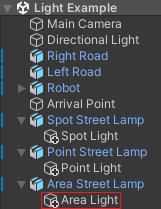 Light Example
Main Camera
Directional Light
Right Road
Left Road
Robot
Arrival Point
Spot Street Lamp
Spot Light
Point Street Lamp
Point Light
Area Street Lamp
Area Light